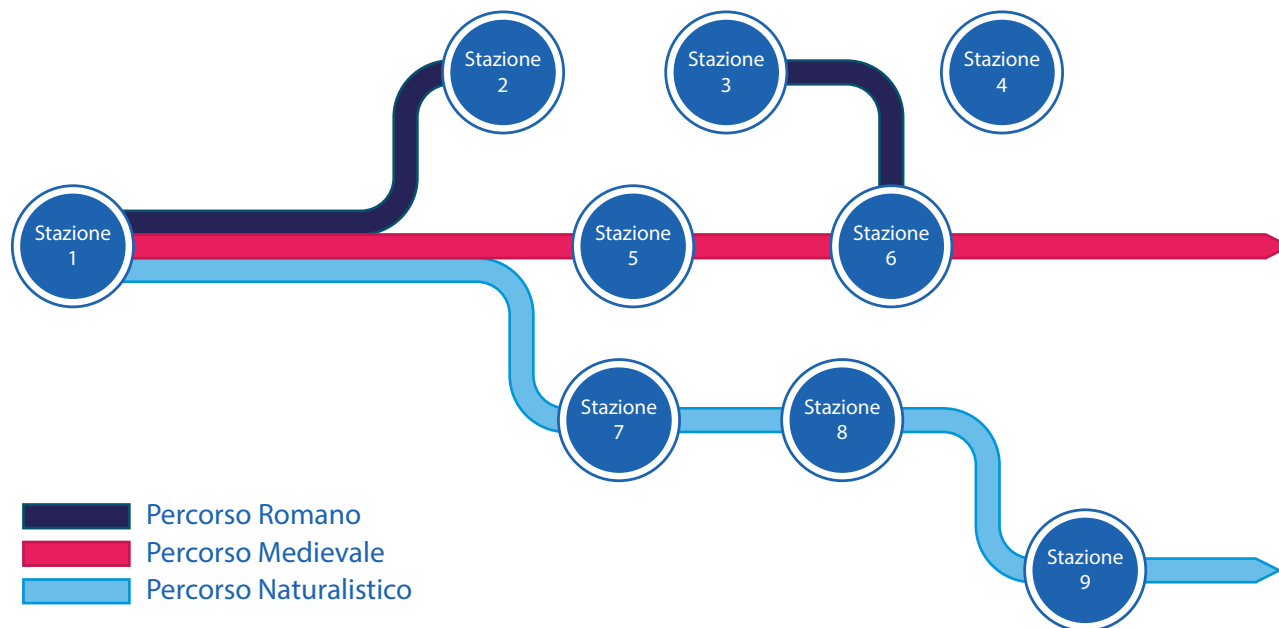 Stazione
2
Stazione
3
Stazione
4
Stazione
1
Stazione
5
Stazione
6
Stazione
7
Stazione
8
Stazione
9
Percorso Romano
Percorso Medievale
Percorso Naturalistico